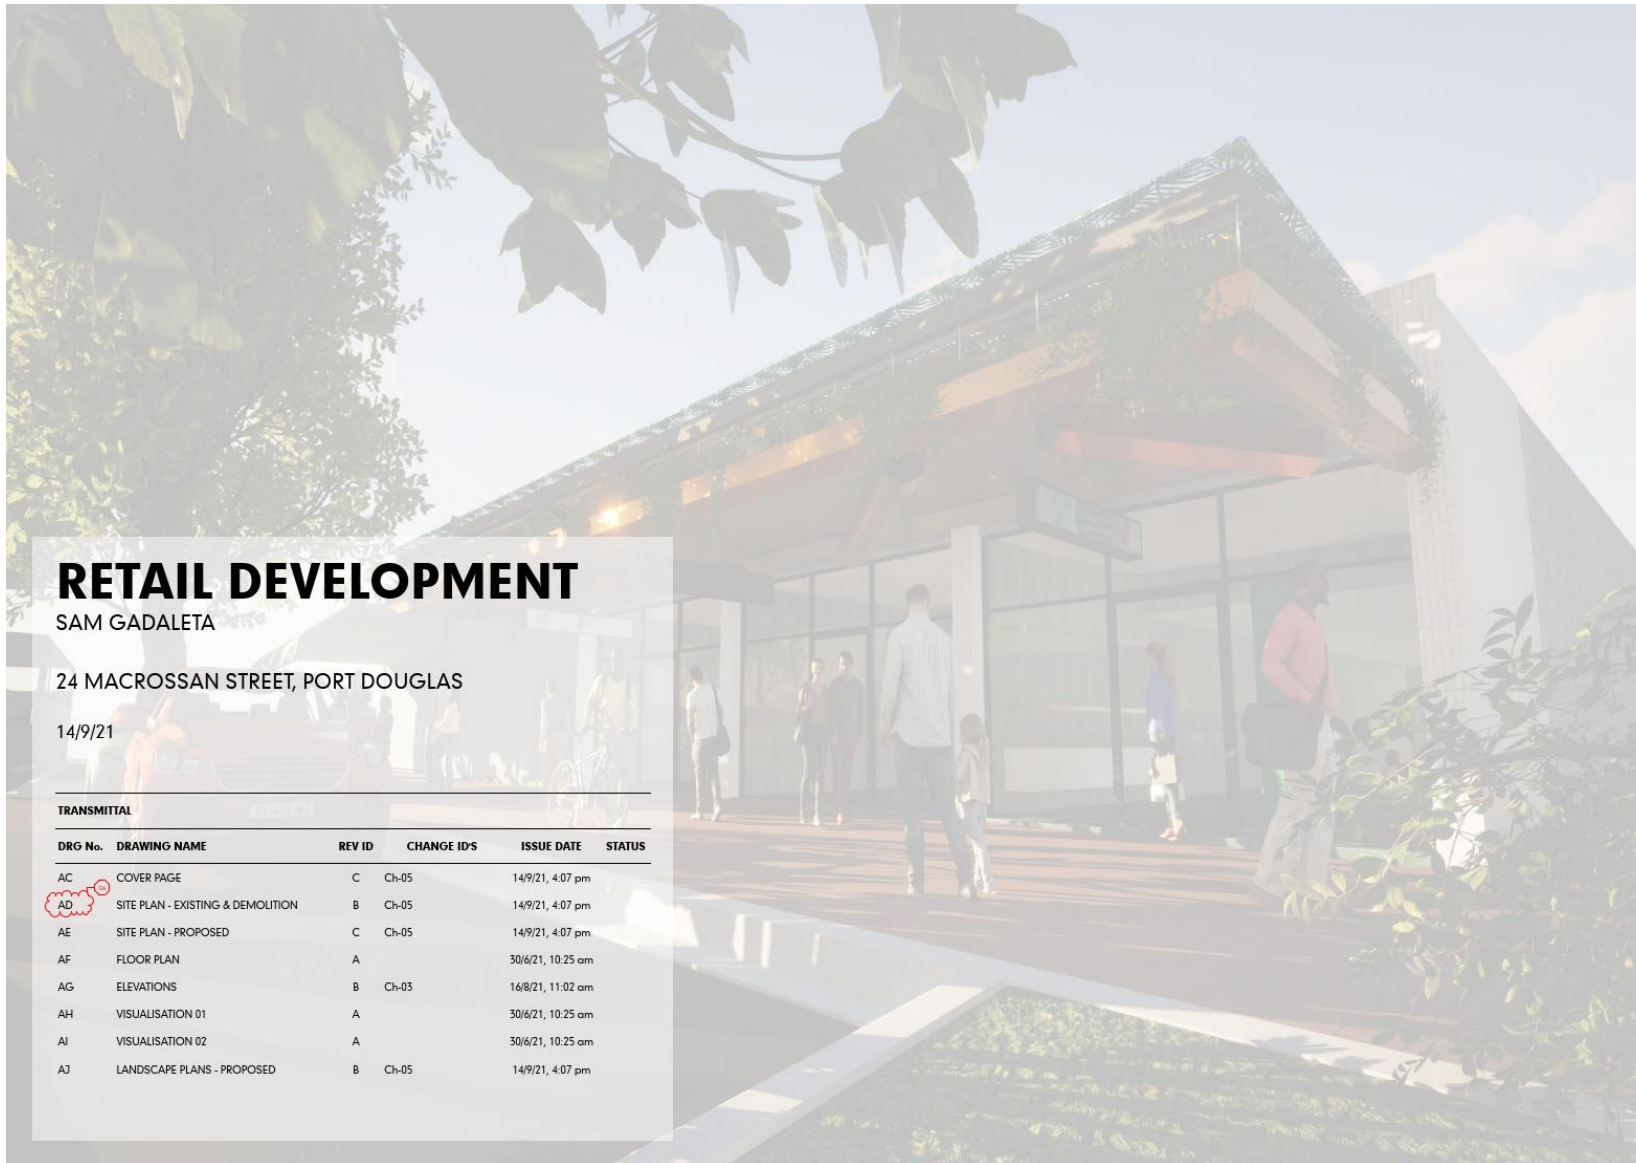 RETAIL DEVELOPMENT
SAM GADALETA
24 MACROSSAN STREET, PORT DOUGLAS
14/9/21
TRANSMITTAL
DRG No. DRAWING NAME REV ID CHANGE ID'S ISSUE DATE STATUS
AC COVER PAGE C Ch-05 14/9/21, 4:07 pm
AD SITE PLAN - EXISTING & DEMOLITION B Ch-05 14/9/21, 4:07 pm
AE SITE PLAN - PROPOSED C Ch-05 14/9/21, 4:07 pm
AF FLOOR PLAN A 30/6/21, 10:25 am
AG ELEVATIONS B Ch-03 16/8/21, 11:02 am
AH VISUALISATION 01 A 30/6/21, 10:25 am
AI VISUALISATION 02 A 30/6/21, 10:25 am
AJ LANDSCAPE PLANS - PROPOSED B Ch-05 14/9/21, 4:07 pm